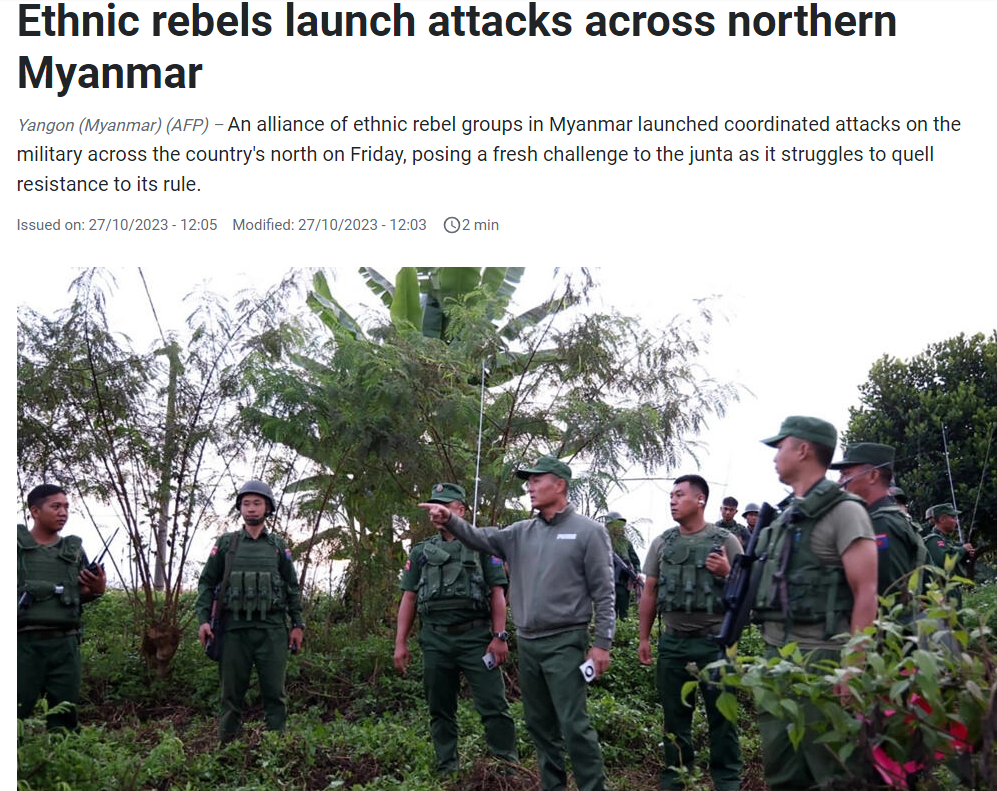 Ethnic rebels launch attacks across northern
Myanmar
Yangon (Myanmar) (AFP) – An alliance of ethnic rebel groups in Myanmar launched coordinated attacks on the
military across the country's north on Friday, posing a fresh challenge to the junta as it struggles to quell
resistance to its rule.
Issued on: 27/10/2023 - 12:05 Modified: 27/10/2023 - 12:03 2 min